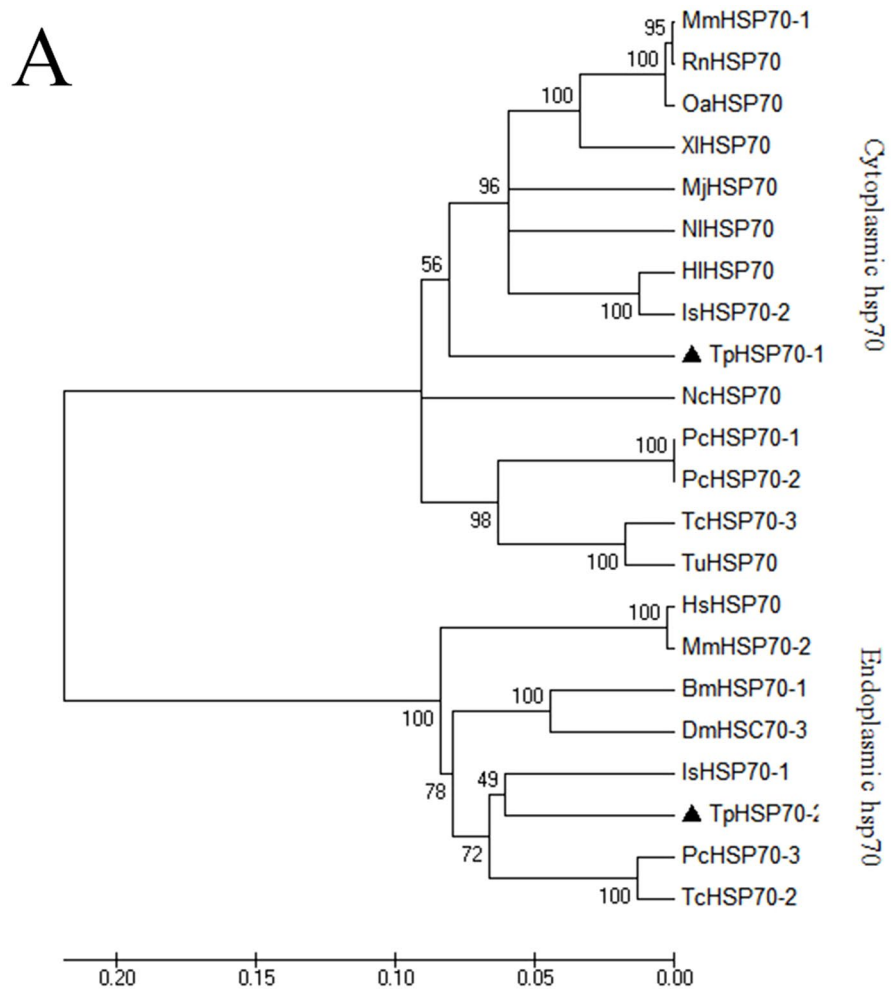 A
95
MmHSP70-1
100
RnHSP70
OaHSP70
100
XlHSP70
96
MjHSP70
NlHSP70
HlHSP70
100
IsHSP70-2
56
▲ TpHSP70-1
NcHSP70
100
PcHSP70-1
PcHSP70-2
98
TcHSP70-3
100
TuHSP70
Cytoplasmic hsp70
100
HsHSP70
MmHSP70-2
100
100
BmHSP70-1
DmHSC70-3
78
49
IsHSP70-1
▲ TpHSP70-2
72
PcHSP70-3
100
TcHSP70-2
Endoplasmic hsp70
0.20 0.15 0.10 0.05 0.00